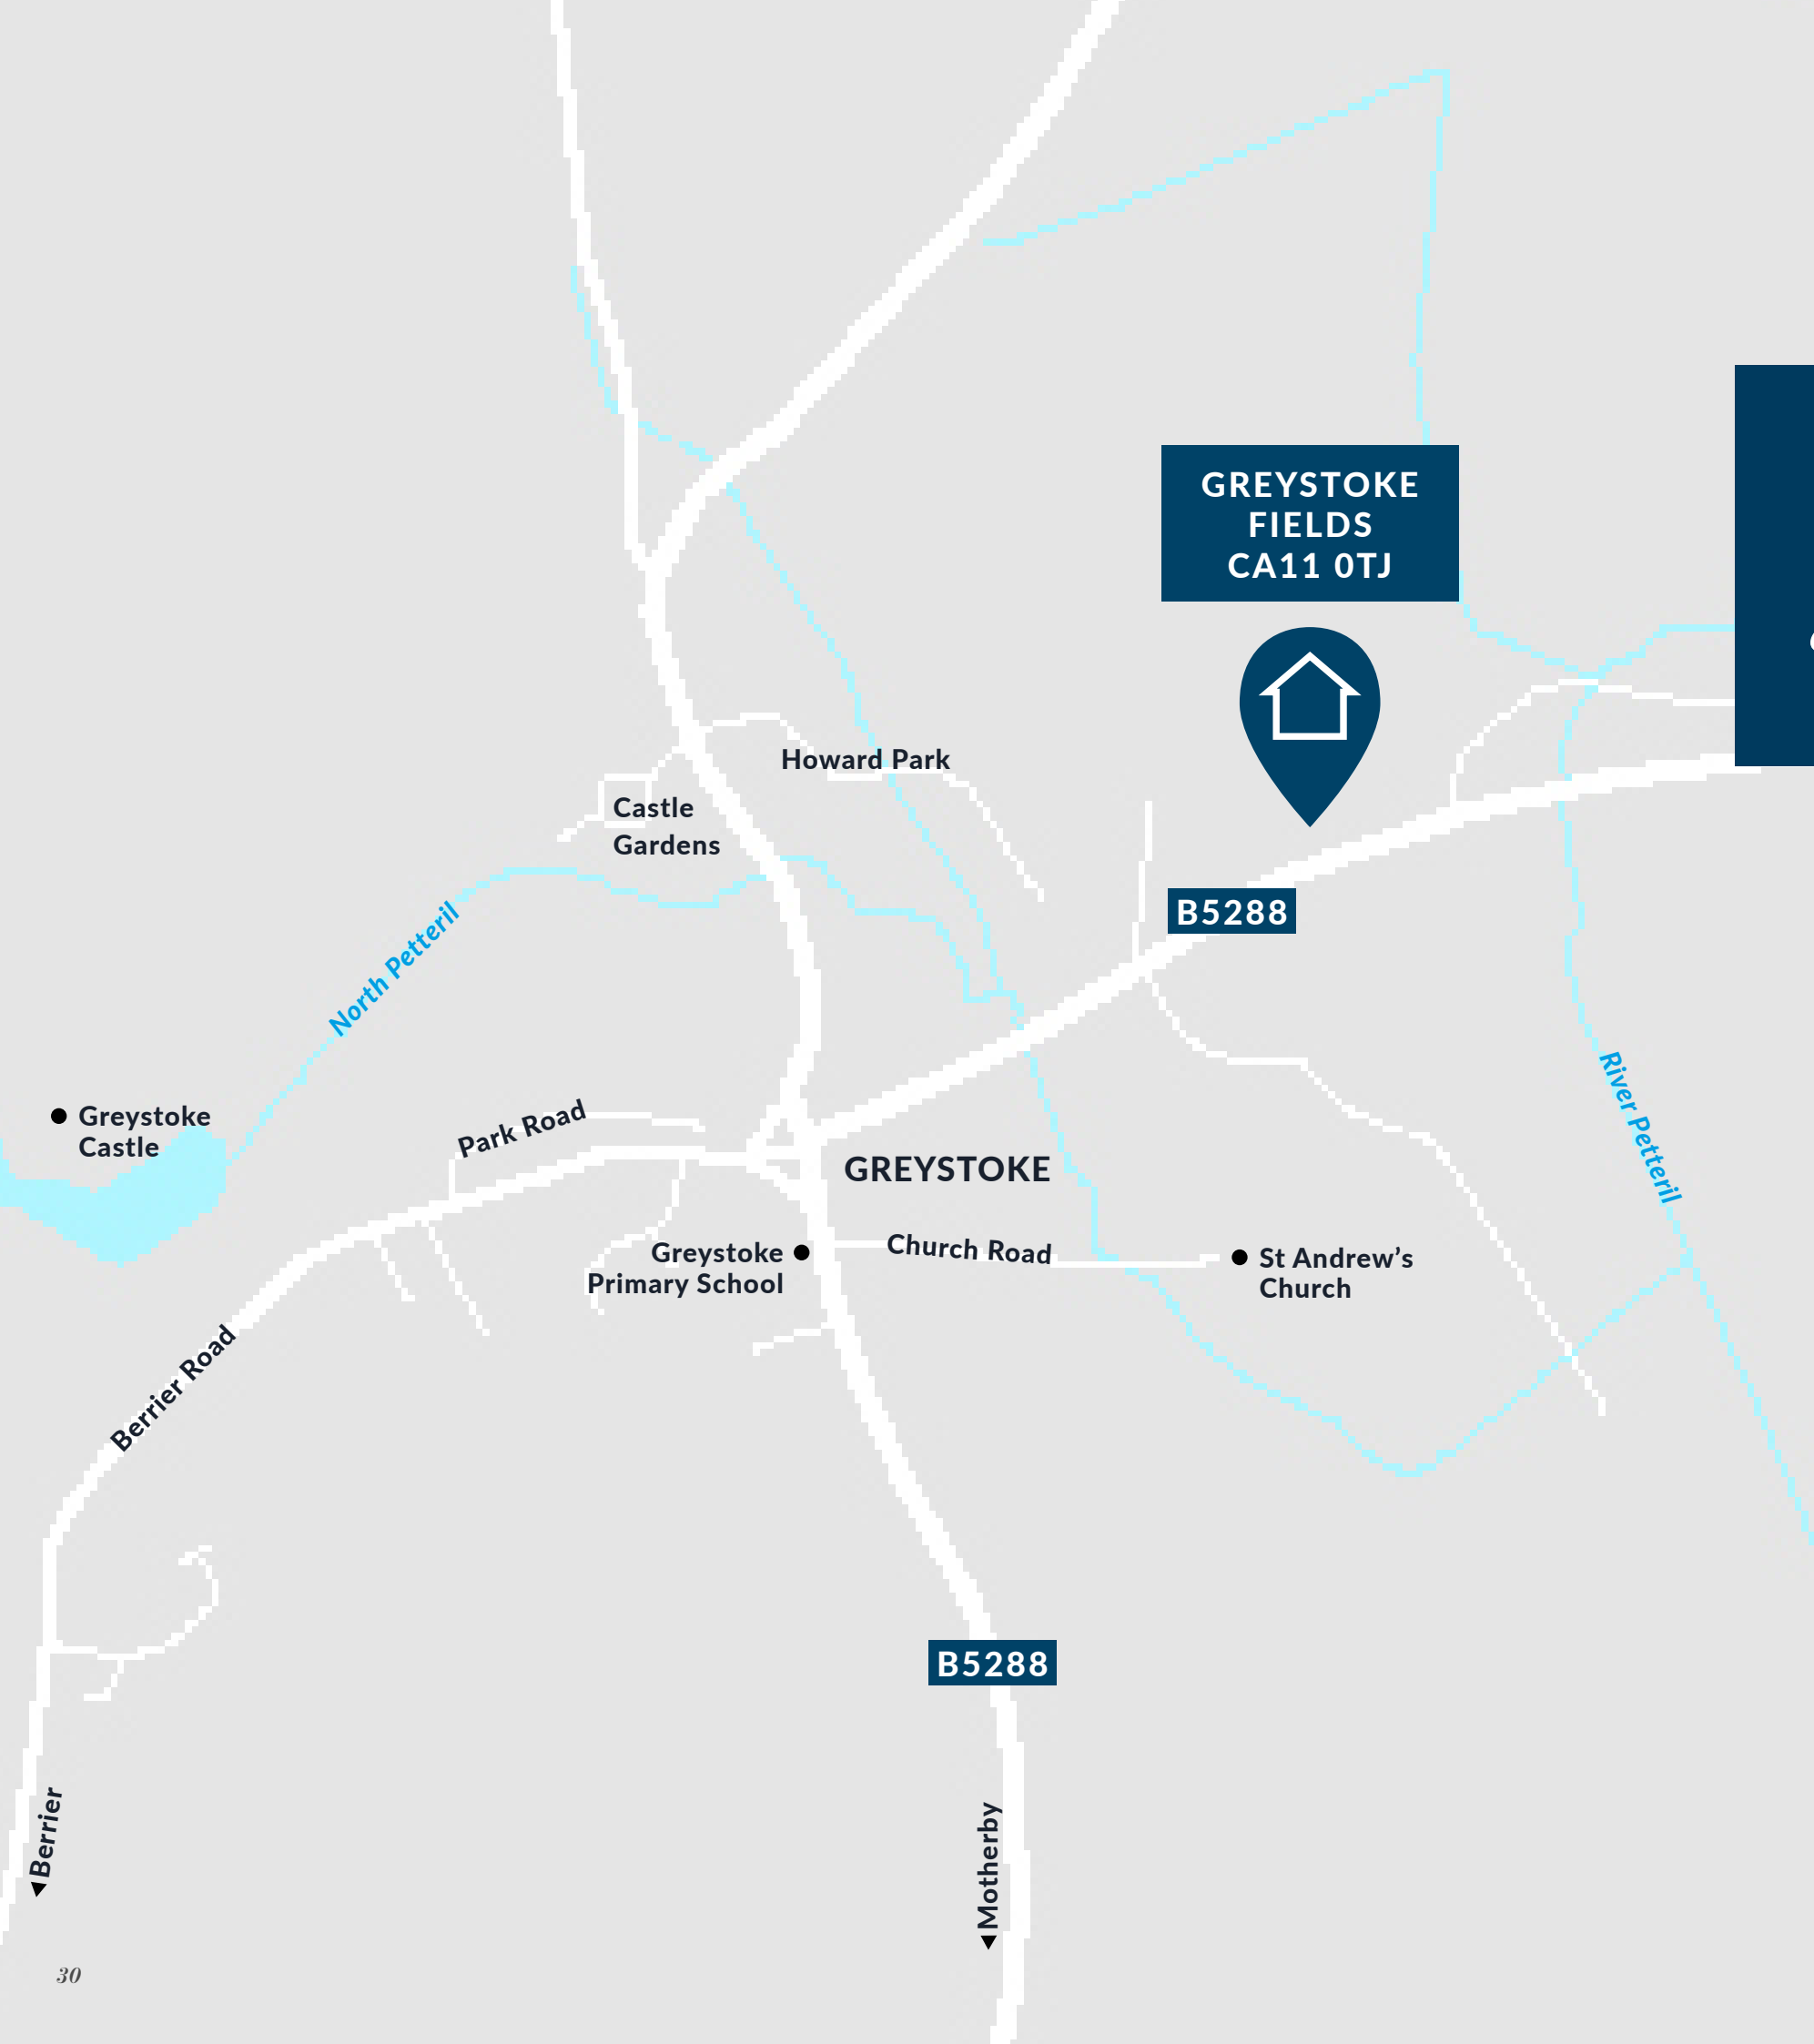 GREYSTOKE
FIELDS
CA11 0TJ
Howard Park
Castle
Gardens
B5288
North Petteril
River Petteril
Greystoke
Castle
Park Road
GREYSTOKE
Church Road
Greystoke
Primary School
St Andrew’s
Church
Berrier Road
B5288
Berrier
Motherby
30